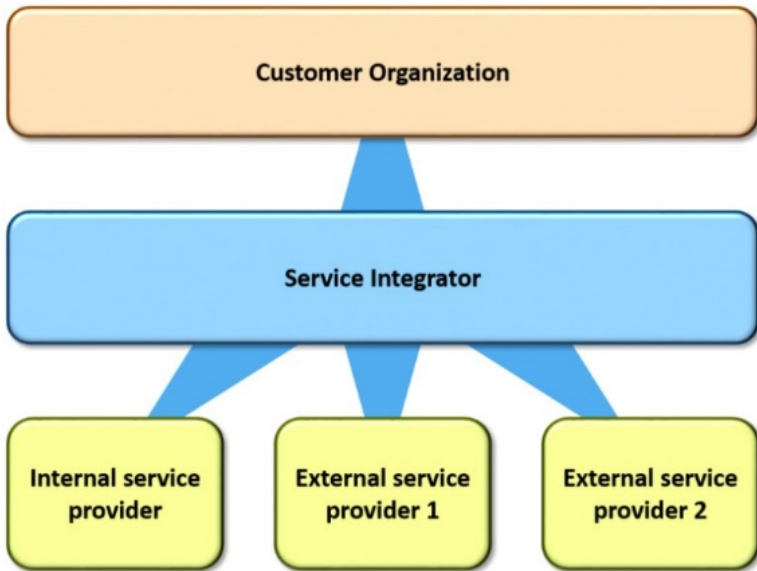 Customer Organization
Service Integrator
Internal service
provider
External service
provider 1
External service
provider 2